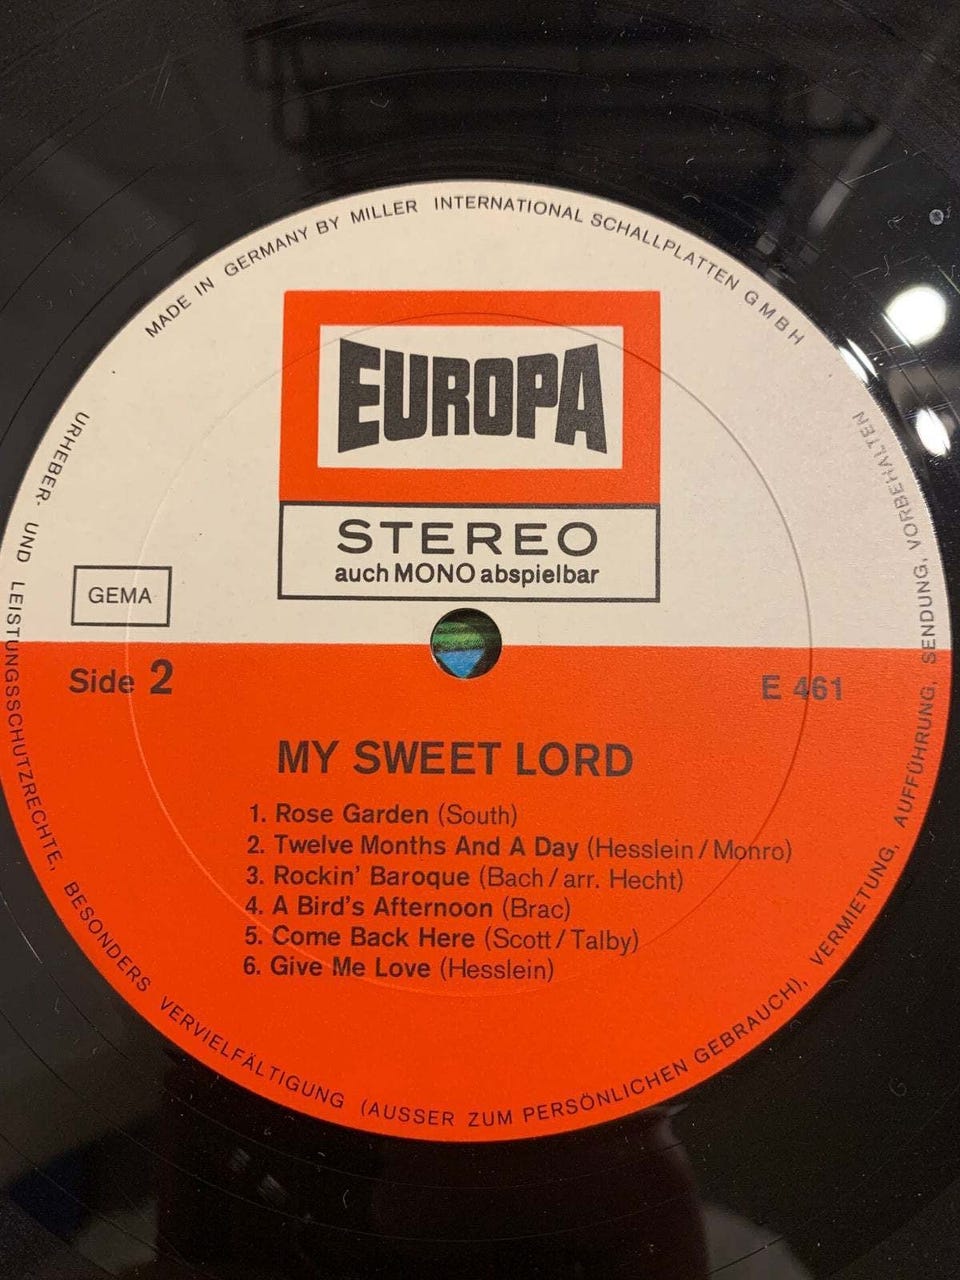 MADE IN GERMANY BY MILLER INTERNATIONAL SCHALLPLATTEN GMBH
EUROPA
STEREO
auch MONO abspielbar
GEMA
Side 2
E 461
MY SWEET LORD
1. Rose Garden (South)
2. Twelve Months And A Day (Hesslein / Monro)
3. Rockin' Baroque (Bach / arr. Hecht)
4. A Bird's Afternoon (Brac)
5. Come Back Here (Scott / Talby)
6. Give Me Love (Hesslein)
URHEBER- UND LEISTUNGSSCHUTZRECHTE, BESONDERS VERVIELFÄLTIGUNG (AUSSER ZUM PERSÖNLICHEN GEBRAUCH), VERMIETUNG, AUFFÜHRUNG, SENDUNG, VORBEHALTEN